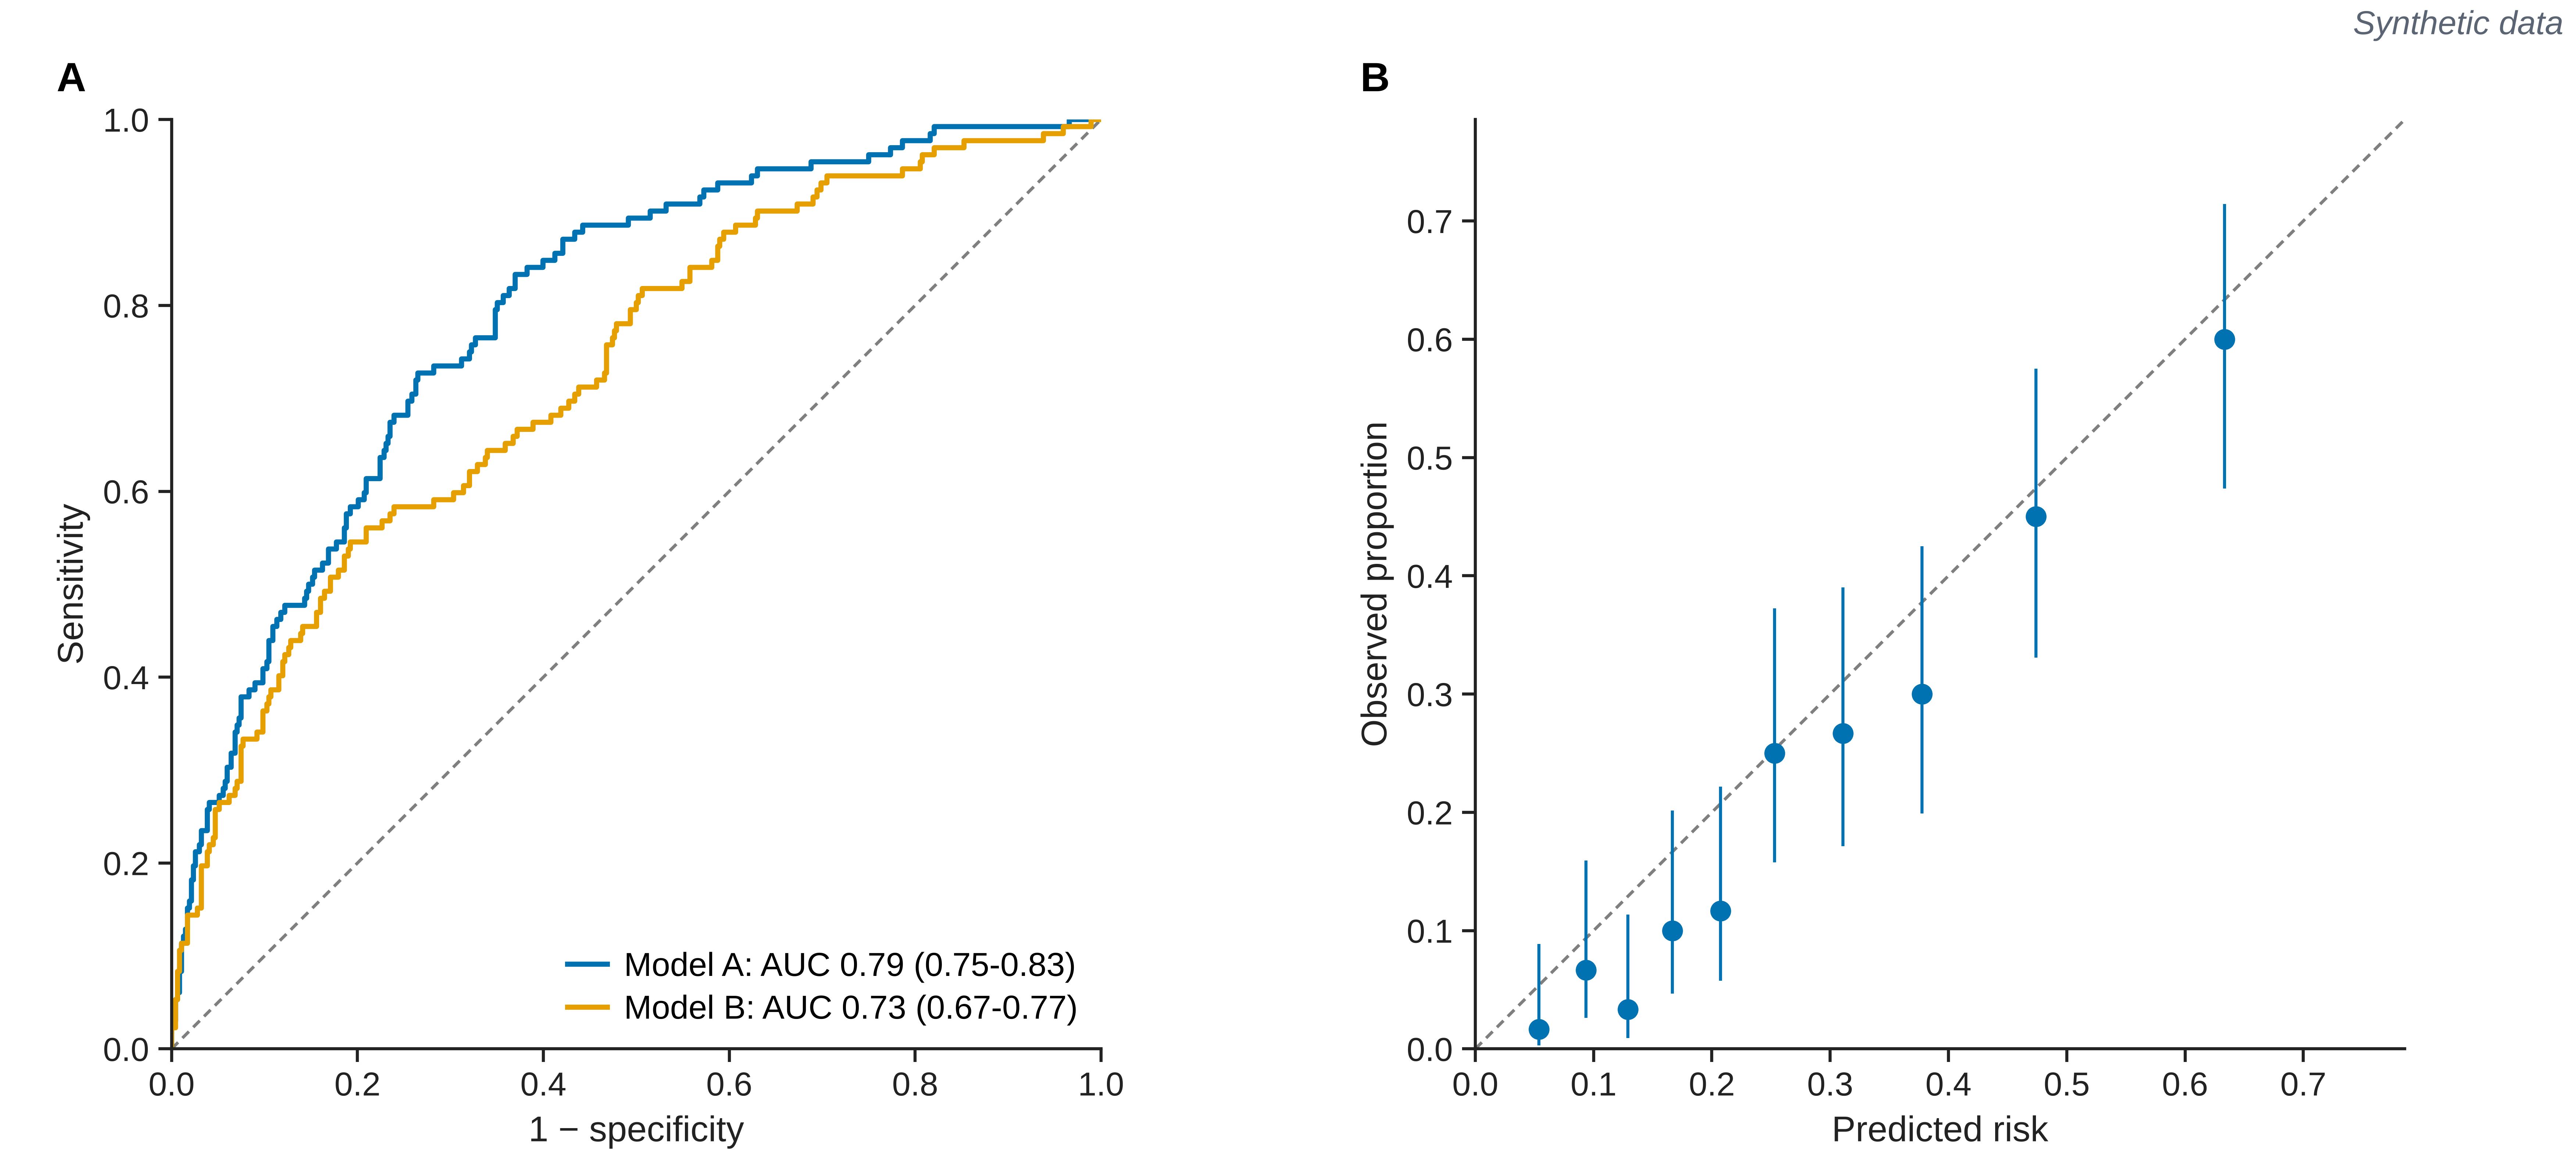 Synthetic data
A
1.0
0.8
0.6
0.4
0.2
0.0
Sensitivity
0.0 0.2 0.4 0.6 0.8 1.0
1 − specificity
Model A: AUC 0.79 (0.75-0.83)
Model B: AUC 0.73 (0.67-0.77)
B
0.7
0.6
0.5
0.4
0.3
0.2
0.1
0.0
Observed proportion
0.0 0.1 0.2 0.3 0.4 0.5 0.6 0.7
Predicted risk